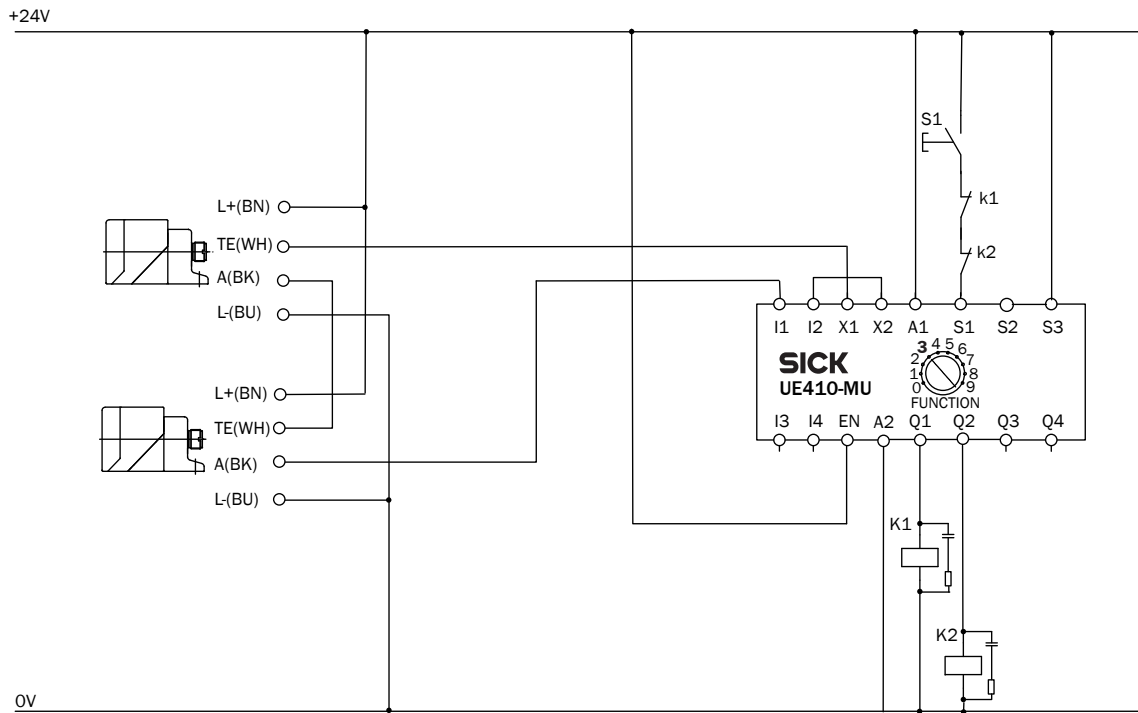 +24V
S1
k1
k2
L+(BN)
TE(WH)
A(BK)
L-(BU)
L+(BN)
TE(WH)
A(BK)
L-(BU)
I1 I2 X1 X2 A1 S1 S2 S3
SICK
UE410-MU
0 1 2 3 4 5 6 7 8 9
FUNCTION
I3 I4 EN A2 Q1 Q2 Q3 Q4
K1
K2
0V